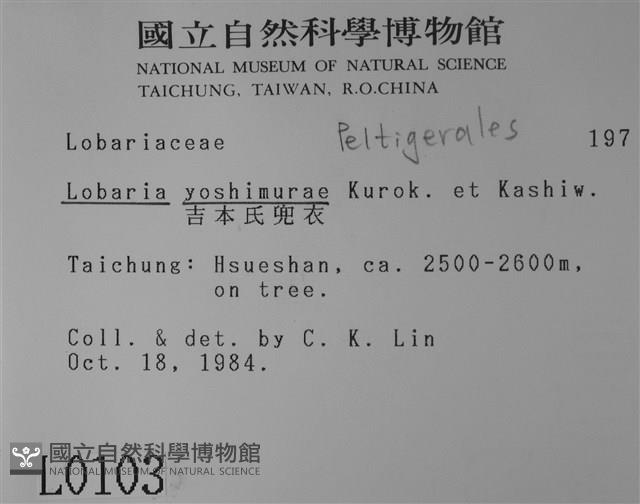 國立自然科學博物館
NATIONAL MUSEUM OF NATURAL SCIENCE
TAICHUNG, TAIWAN, R.O.CHINA
Lobariaceae Peltigerales 197
Lobaria yoshimurae Kurok. et Kashiw.
吉本氏兜衣
Taichung: Hsueshan, ca. 2500-2600m,
on tree.
Coll. & det. by C. K. Lin
Oct. 18, 1984.
國立自然科學博物館
NATIONAL MUSEUM OF NATURAL SCIENCE
L0103